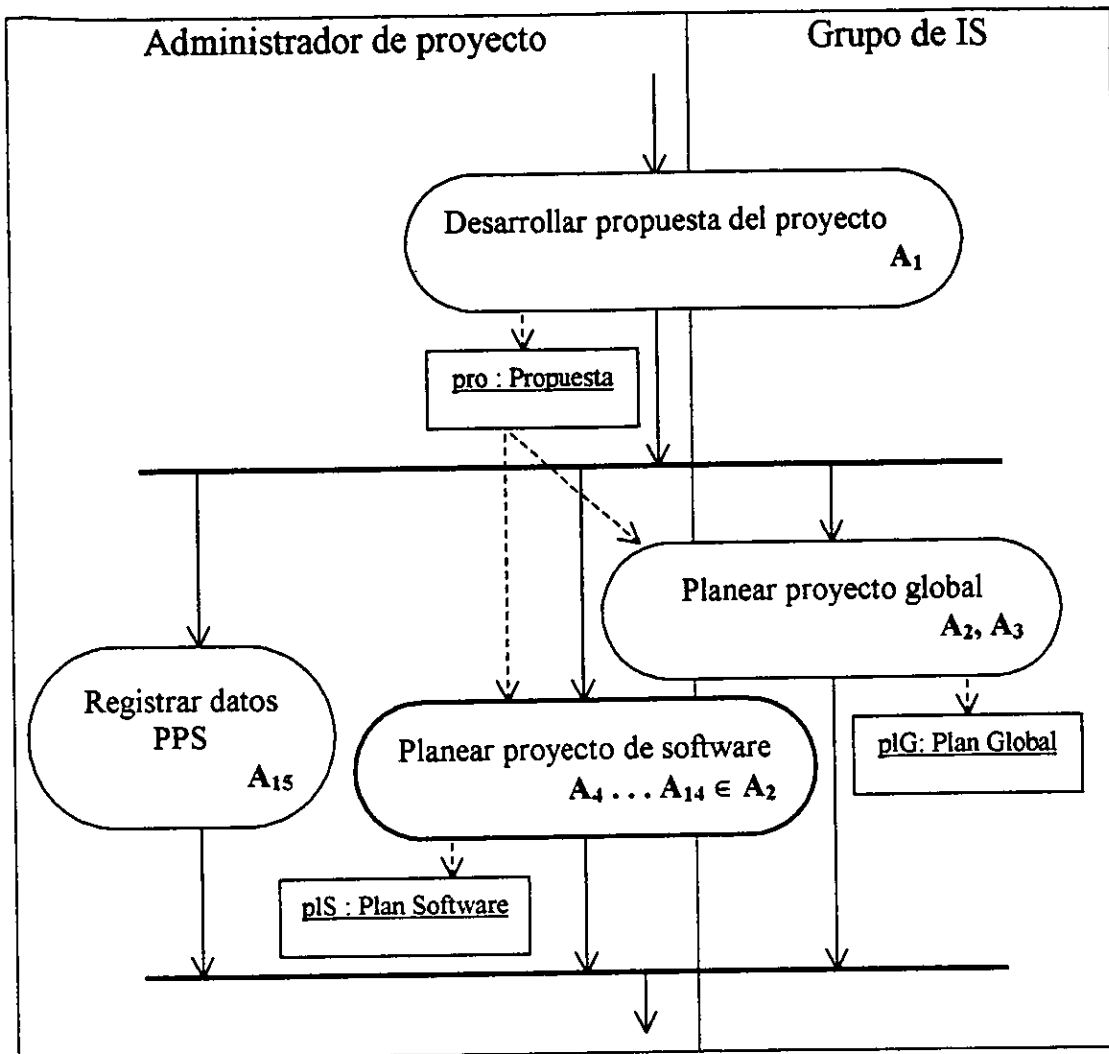 Administrador de proyecto
Grupo de IS
Desarrollar propuesta del proyecto
A₁
pro : Propuesta
Planear proyecto global
A₂, A₃
Registrar datos
PPS
A₁₅
Planear proyecto de software
A₄ . . . A₁₄ ∈ A₂
plG: Plan Global
plS : Plan Software